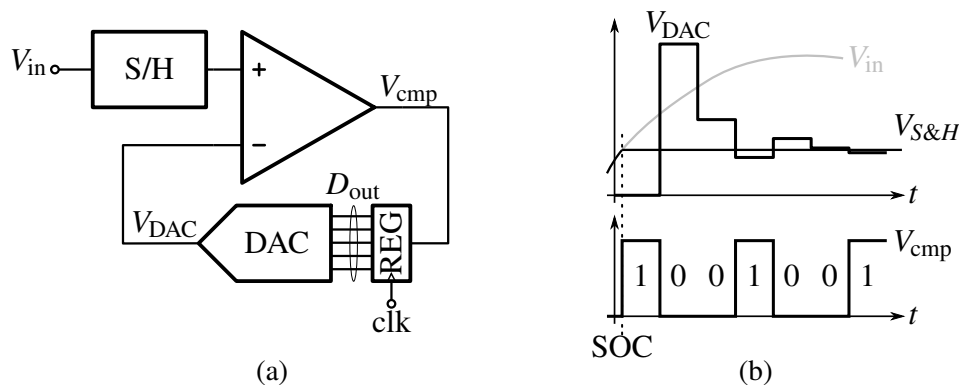 V_in
S/H
+
−
V_cmp
D_out
V_DAC
DAC
REG
clk
(a)
V_DAC
V_in
V_S&H
t
V_cmp
1 0 0 1 0 0 1
t
SOC
(b)